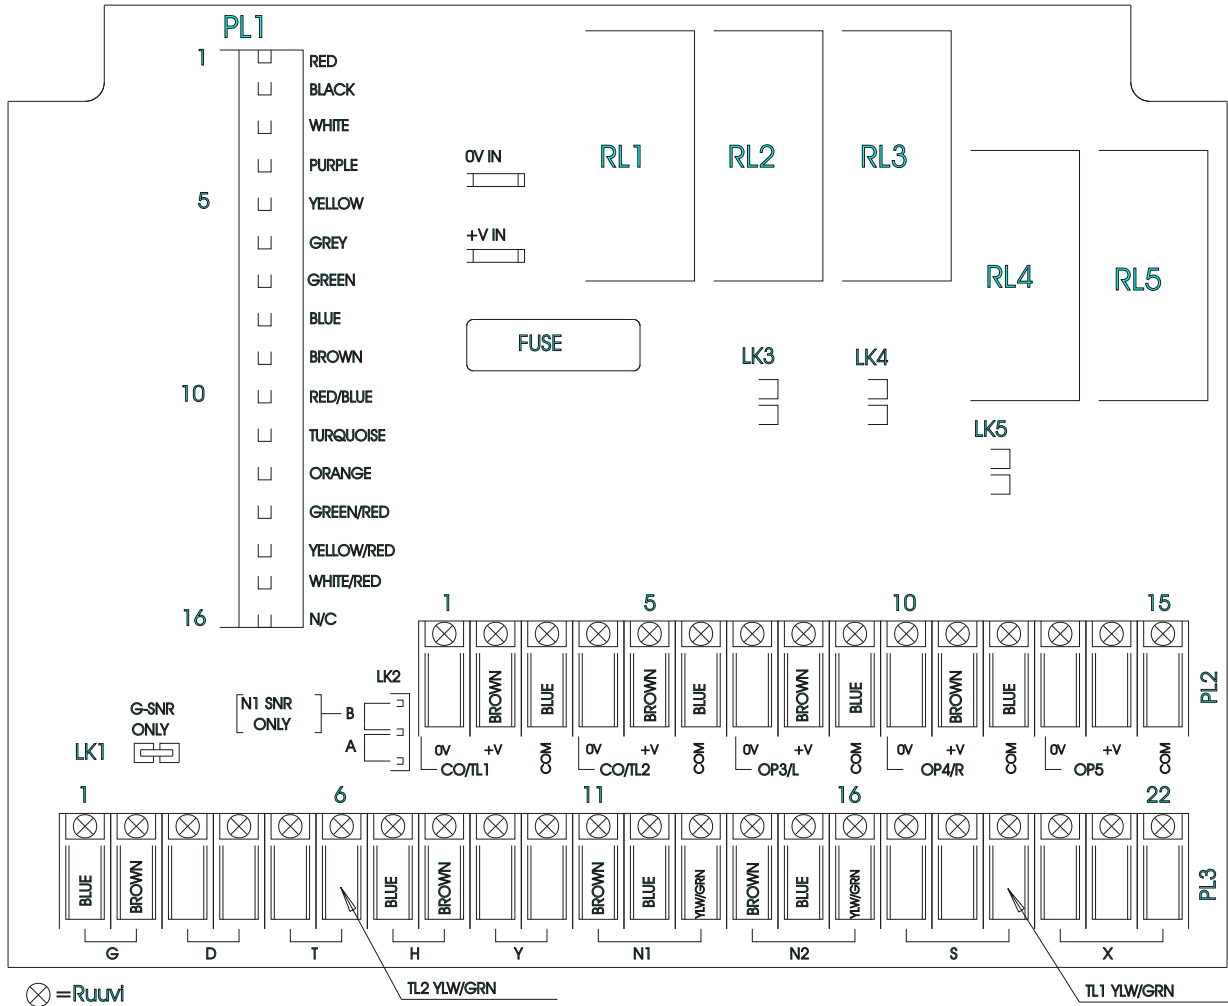 PL1
1
RED
BLACK
WHITE
PURPLE
5
YELLOW
GREY
GREEN
BLUE
BROWN
10
RED/BLUE
TURQUOISE
ORANGE
GREEN/RED
YELLOW/RED
WHITE/RED
16
N/C
0V IN
+V IN
FUSE
RL1
RL2
RL3
RL4
RL5
LK3
LK4
LK5
LK2
B
A
N1 SNR
ONLY
G-SNR
ONLY
LK1
1 5 10 15
BROWN BLUE BROWN BLUE BROWN BLUE BROWN BLUE
PL2
0V +V COM 0V +V COM 0V +V COM 0V +V COM 0V +V COM
CO/TL1 CO/TL2 OP3/L OP4/R OP5
1 6 11 16 22
BLUE BROWN BLUE BROWN BROWN BLUE YLW/GRN BROWN BLUE YLW/GRN
PL3
G D T H Y N1 N2 S X
TL2 YLW/GRN
TL1 YLW/GRN
=Ruuvi